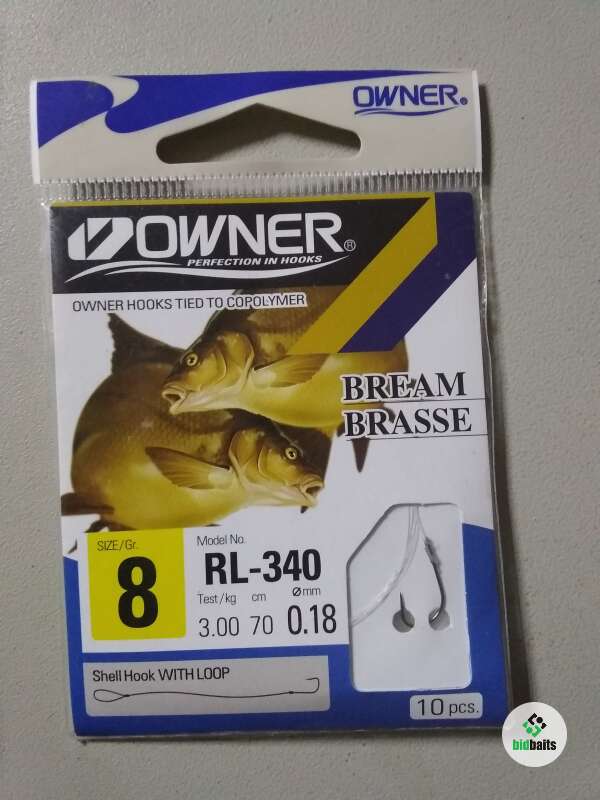 OWNER®
OWNER®
PERFECTION IN HOOKS
OWNER HOOKS TIED TO COPOLYMER
BREAM
BRASSE
SIZE/Gr.
8
Model No.
RL-340
Test/kg cm ømm
3.00 70 0.18
Shell Hook WITH LOOP
10 pcs.
bidbaits